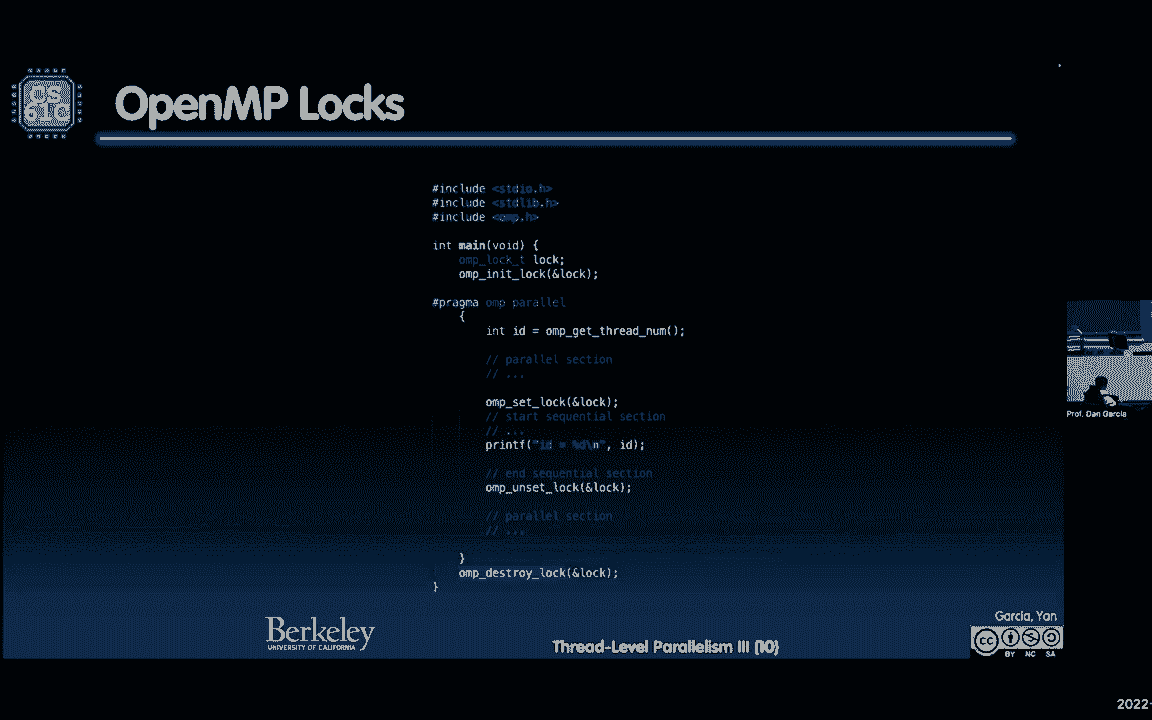 CS
61C
OpenMP Locks
#include <stdio.h>
#include <stdlib.h>
#include <omp.h>
int main(void) {
omp_lock_t lock;
omp_init_lock(&lock);
#pragma omp parallel
{
int id = omp_get_thread_num();
// parallel section
// ...
omp_set_lock(&lock);
// start sequential section
// ...
printf("id = %d\n", id);
// end sequential section
omp_unset_lock(&lock);
// parallel section
// ...
}
omp_destroy_lock(&lock);
}
Prof. Dan Garcia
Berkeley
UNIVERSITY OF CALIFORNIA
Thread-Level Parallelism III (10)
Garcia, Yan
cc
BY NC SA
2022-